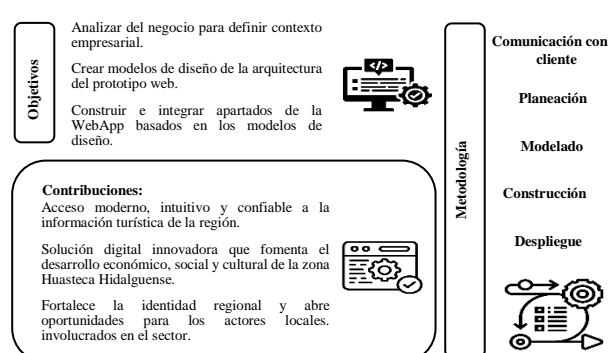 Objetivos
Analizar del negocio para definir contexto
empresarial.
Crear modelos de diseño de la arquitectura
del prototipo web.
Construir e integrar apartados de la
WebApp basados en los modelos de
diseño.
Contribuciones:
Acceso moderno, intuitivo y confiable a la
información turística de la región.
Solución digital innovadora que fomenta el
desarrollo económico, social y cultural de la zona
Huasteca Hidalguense.
Fortalece la identidad regional y abre
oportunidades para los actores locales.
involucrados en el sector.
Metodología
Comunicación con
cliente
Planeación
Modelado
Construcción
Despliegue